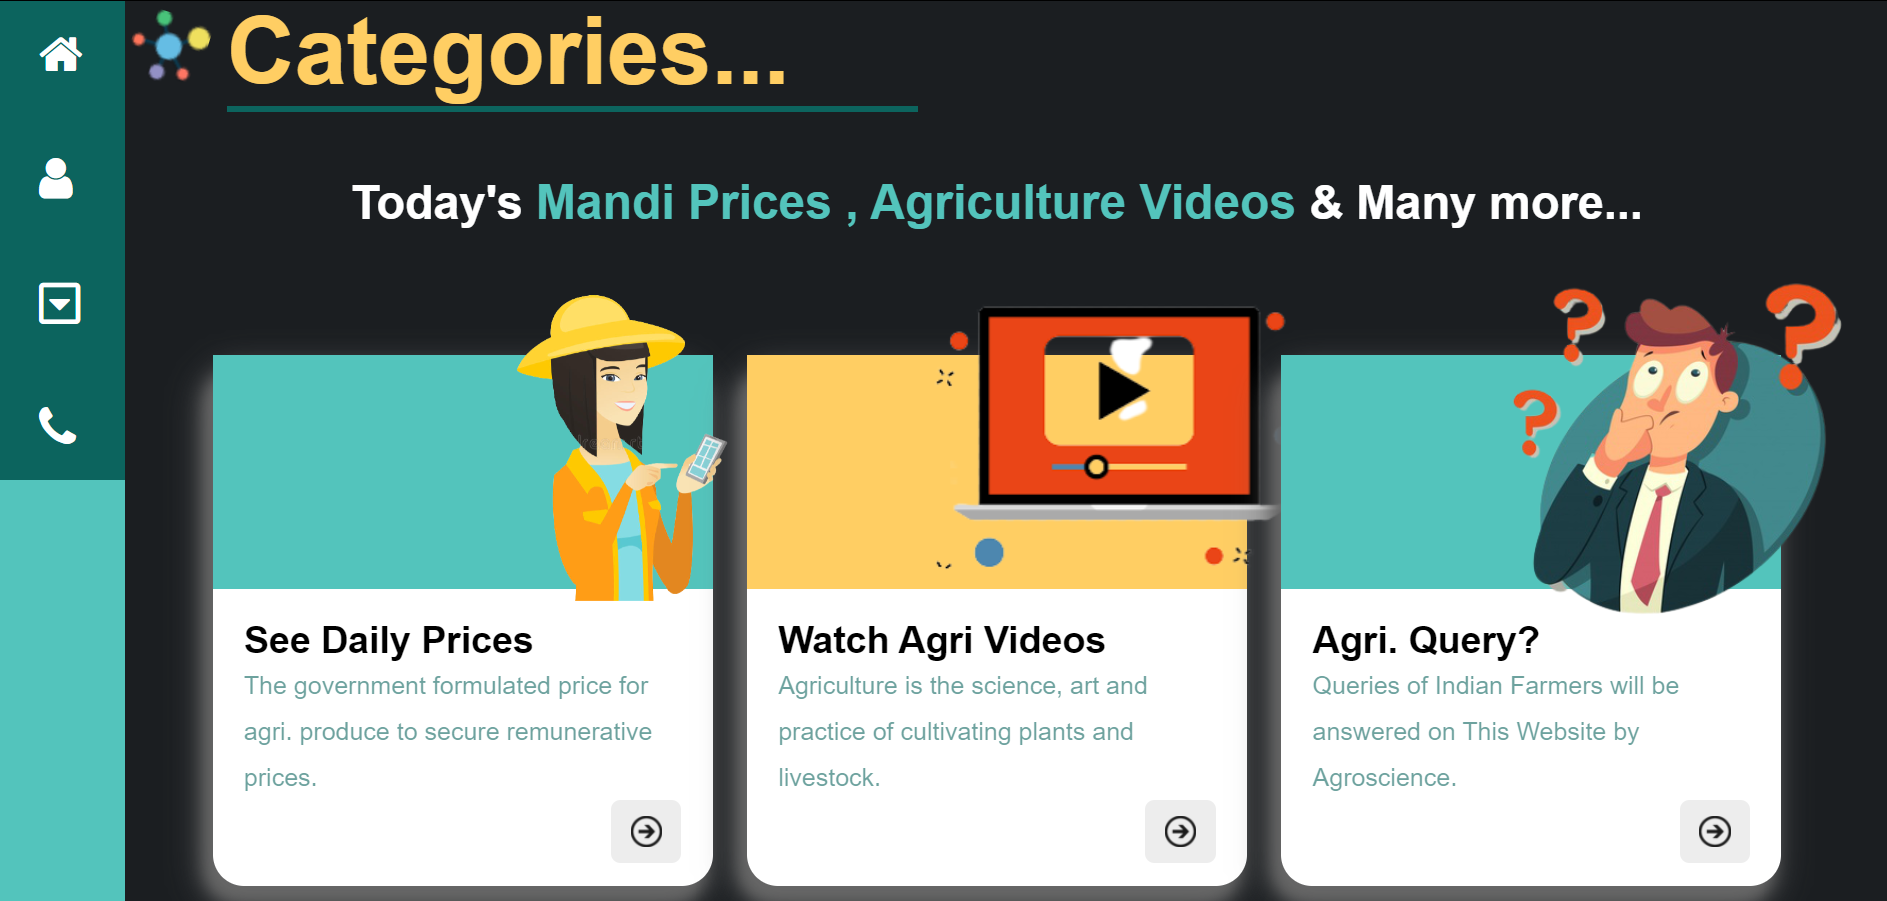 Categories...
Today's Mandi Prices , Agriculture Videos & Many more...
See Daily Prices
The government formulated price for
agri. produce to secure remunerative
prices.
Watch Agri Videos
Agriculture is the science, art and
practice of cultivating plants and
livestock.
Agri. Query?
Queries of Indian Farmers will be
answered on This Website by
Agroscience.